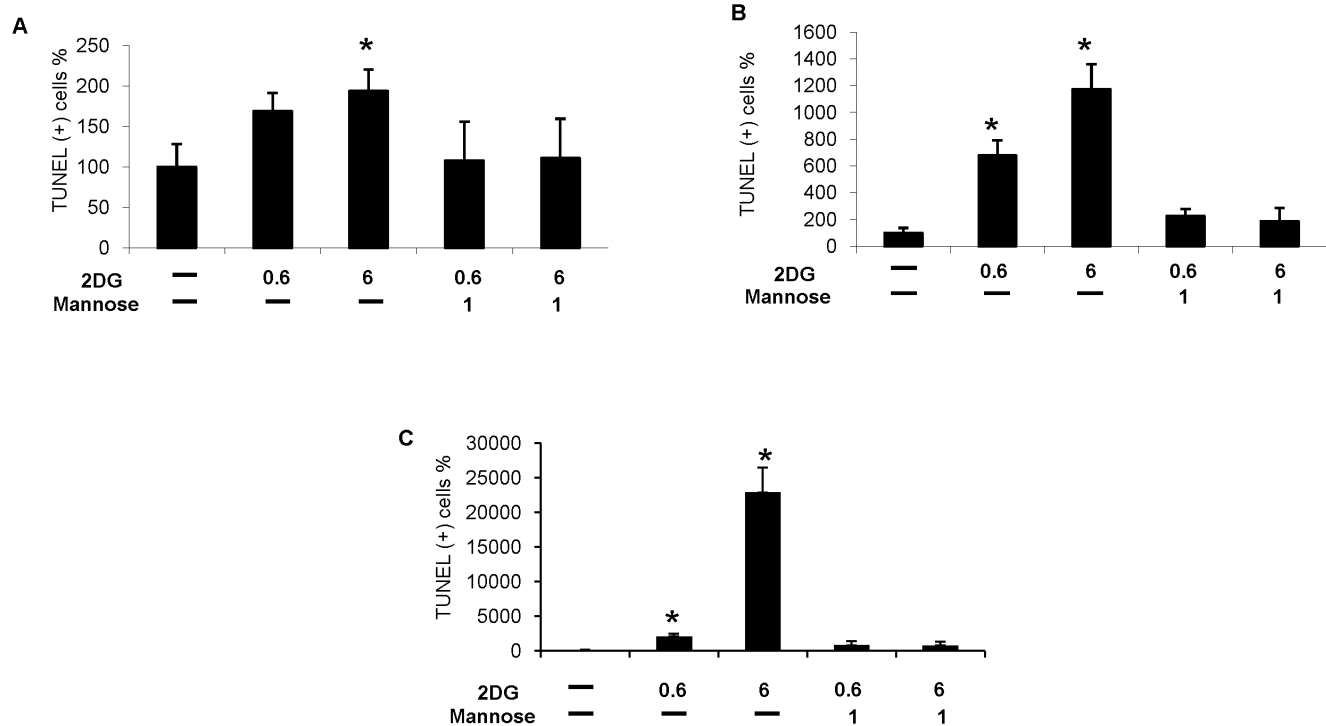 A
TUNEL (+) cells %
250
*
200
150
100
50
0
2DG — 0.6 6 0.6 6
Mannose — — — 1 1
B
TUNEL (+) cells %
1600
*
1400
1200
1000
*
800
600
400
200
0
2DG — 0.6 6 0.6 6
Mannose — — — 1 1
C
TUNEL (+) cells %
30000
*
25000
20000
15000
10000
5000
*
0
2DG — 0.6 6 0.6 6
Mannose — — — 1 1